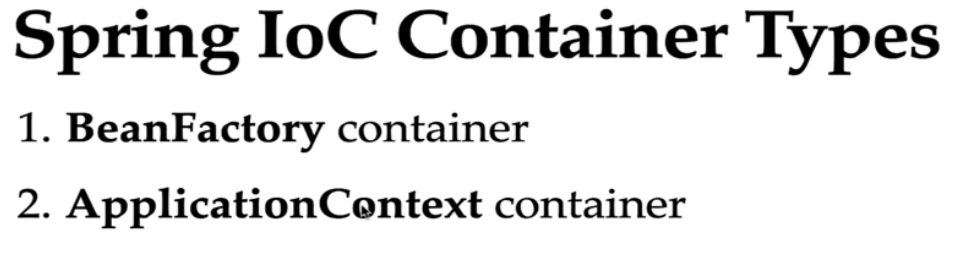 Spring IoC Container Types
1. BeanFactory container
2. ApplicationContext container